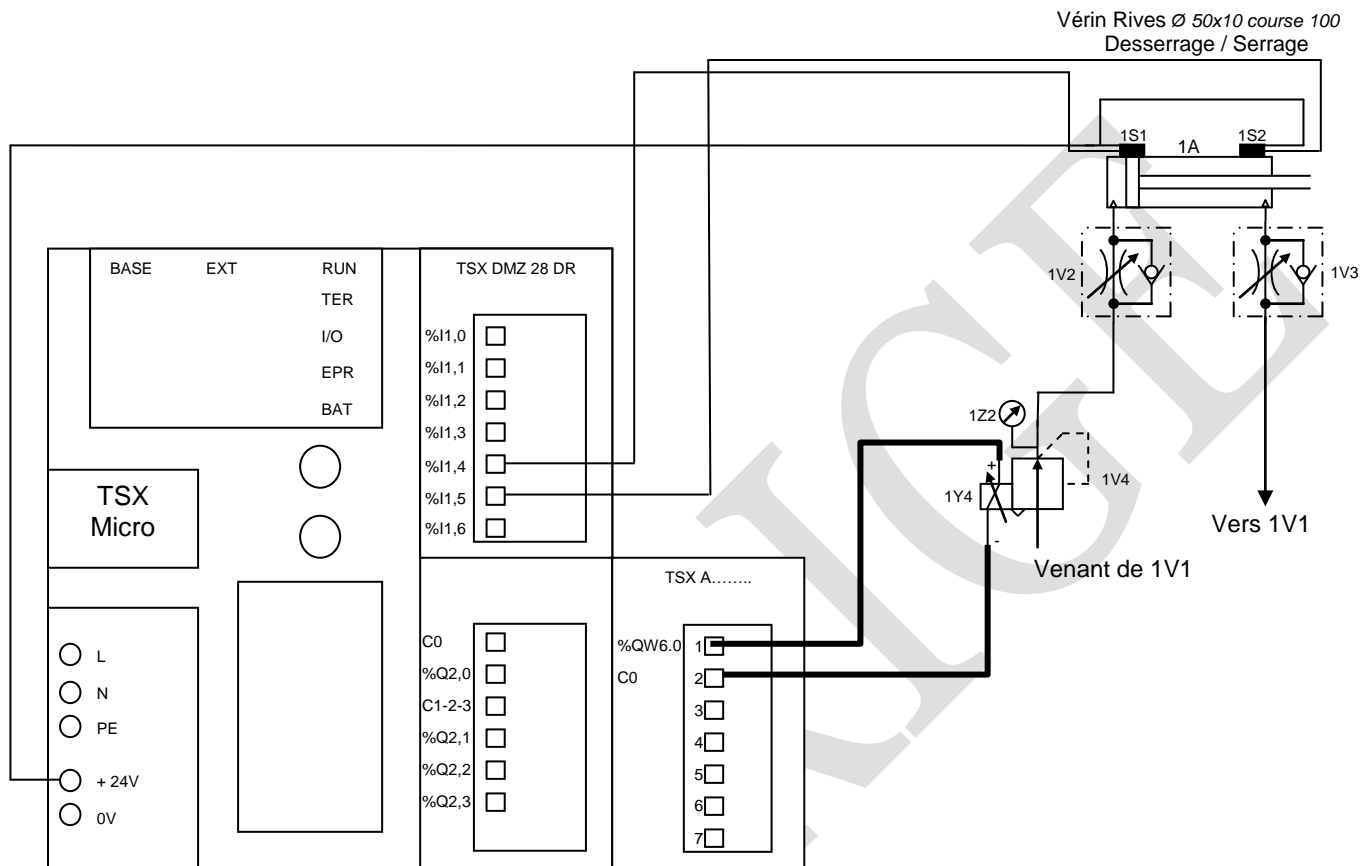 Vérin Rives Ø 50x10 course 100
Desserrage / Serrage
1S1
1S2
1A
1V2
1V3
BASE EXT RUN
TER
I/O
EPR
BAT
TSX DMZ 28 DR
%I1,0
%I1,1
%I1,2
%I1,3
%I1,4
%I1,5
%I1,6
1Z2
+
1Y4
1V4
-
Vers 1V1
Venant de 1V1
TSX
Micro
TSX A........
L
N
PE
+ 24V
0V
C0
%Q2,0
C1-2-3
%Q2,1
%Q2,2
%Q2,3
%QW6.0 1
C0 2
3
4
5
6
7